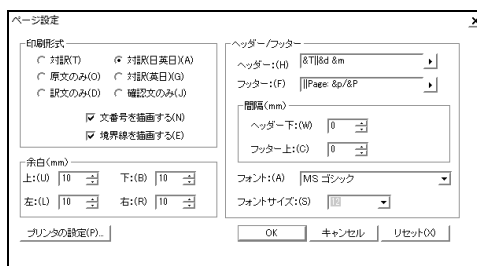 ページ設定
印刷形式
対訳(T) 対訳(日英日)(A)
原文のみ(O) 対訳(英日)(G)
訳文のみ(D) 確認文のみ(J)
文番号を描画する(N)
境界線を描画する(E)
余白(mm)
上:(U) 10 下:(B) 10
左:(L) 10 右:(R) 10
プリンタの設定(P)...
ヘッダー/フッター
ヘッダー:(H) &T||&d &m
フッター:(F) ||Page: &p/&P
間隔(mm)
ヘッダー下:(W) 0
フッター上:(C) 0
フォント:(A) MS ゴシック
フォントサイズ:(S)
OK キャンセル リセット(X)